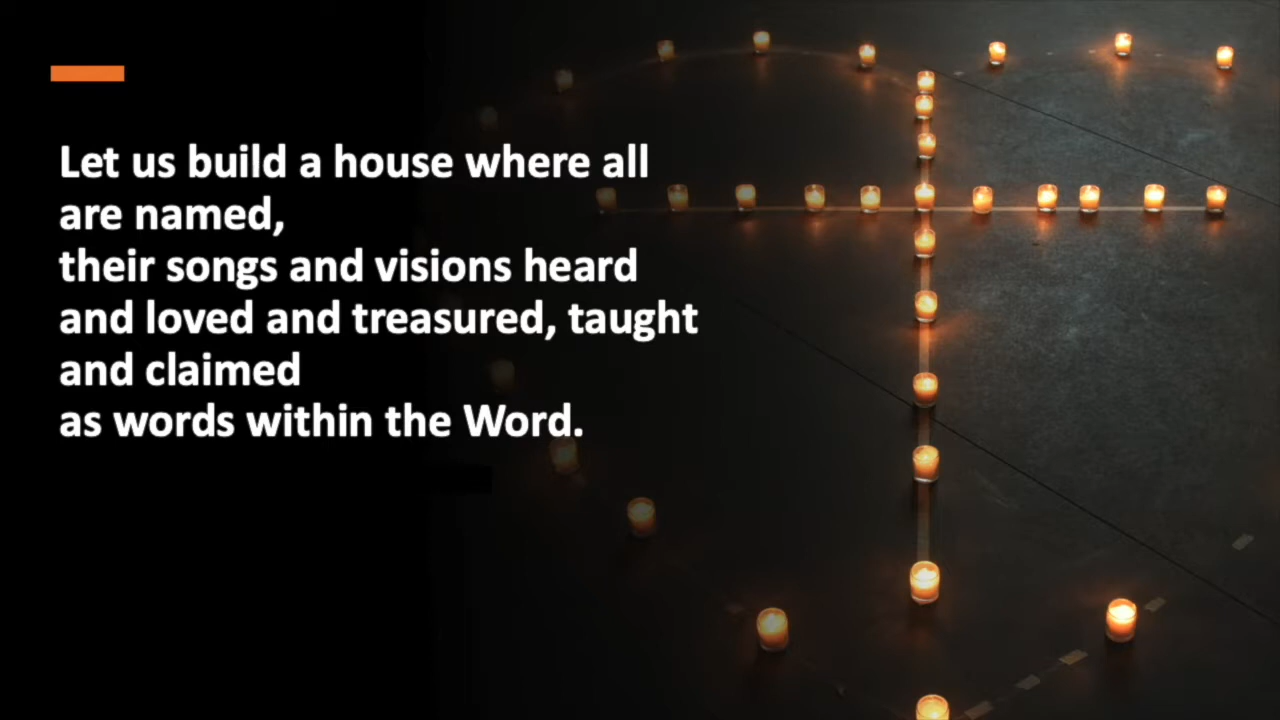 Let us build a house where all
are named,
their songs and visions heard
and loved and treasured, taught
and claimed
as words within the Word.